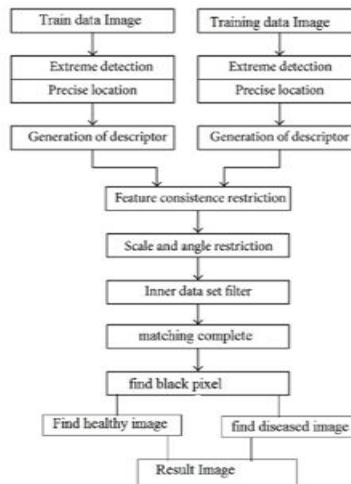 Train data Image
Training data Image
Extreme detection
Extreme detection
Precise location
Precise location
Generation of descriptor
Generation of descriptor
Feature consistence restriction
Scale and angle restriction
Inner data set filter
matching complete
find black pixel
Find healthy image
find diseased image
Result Image